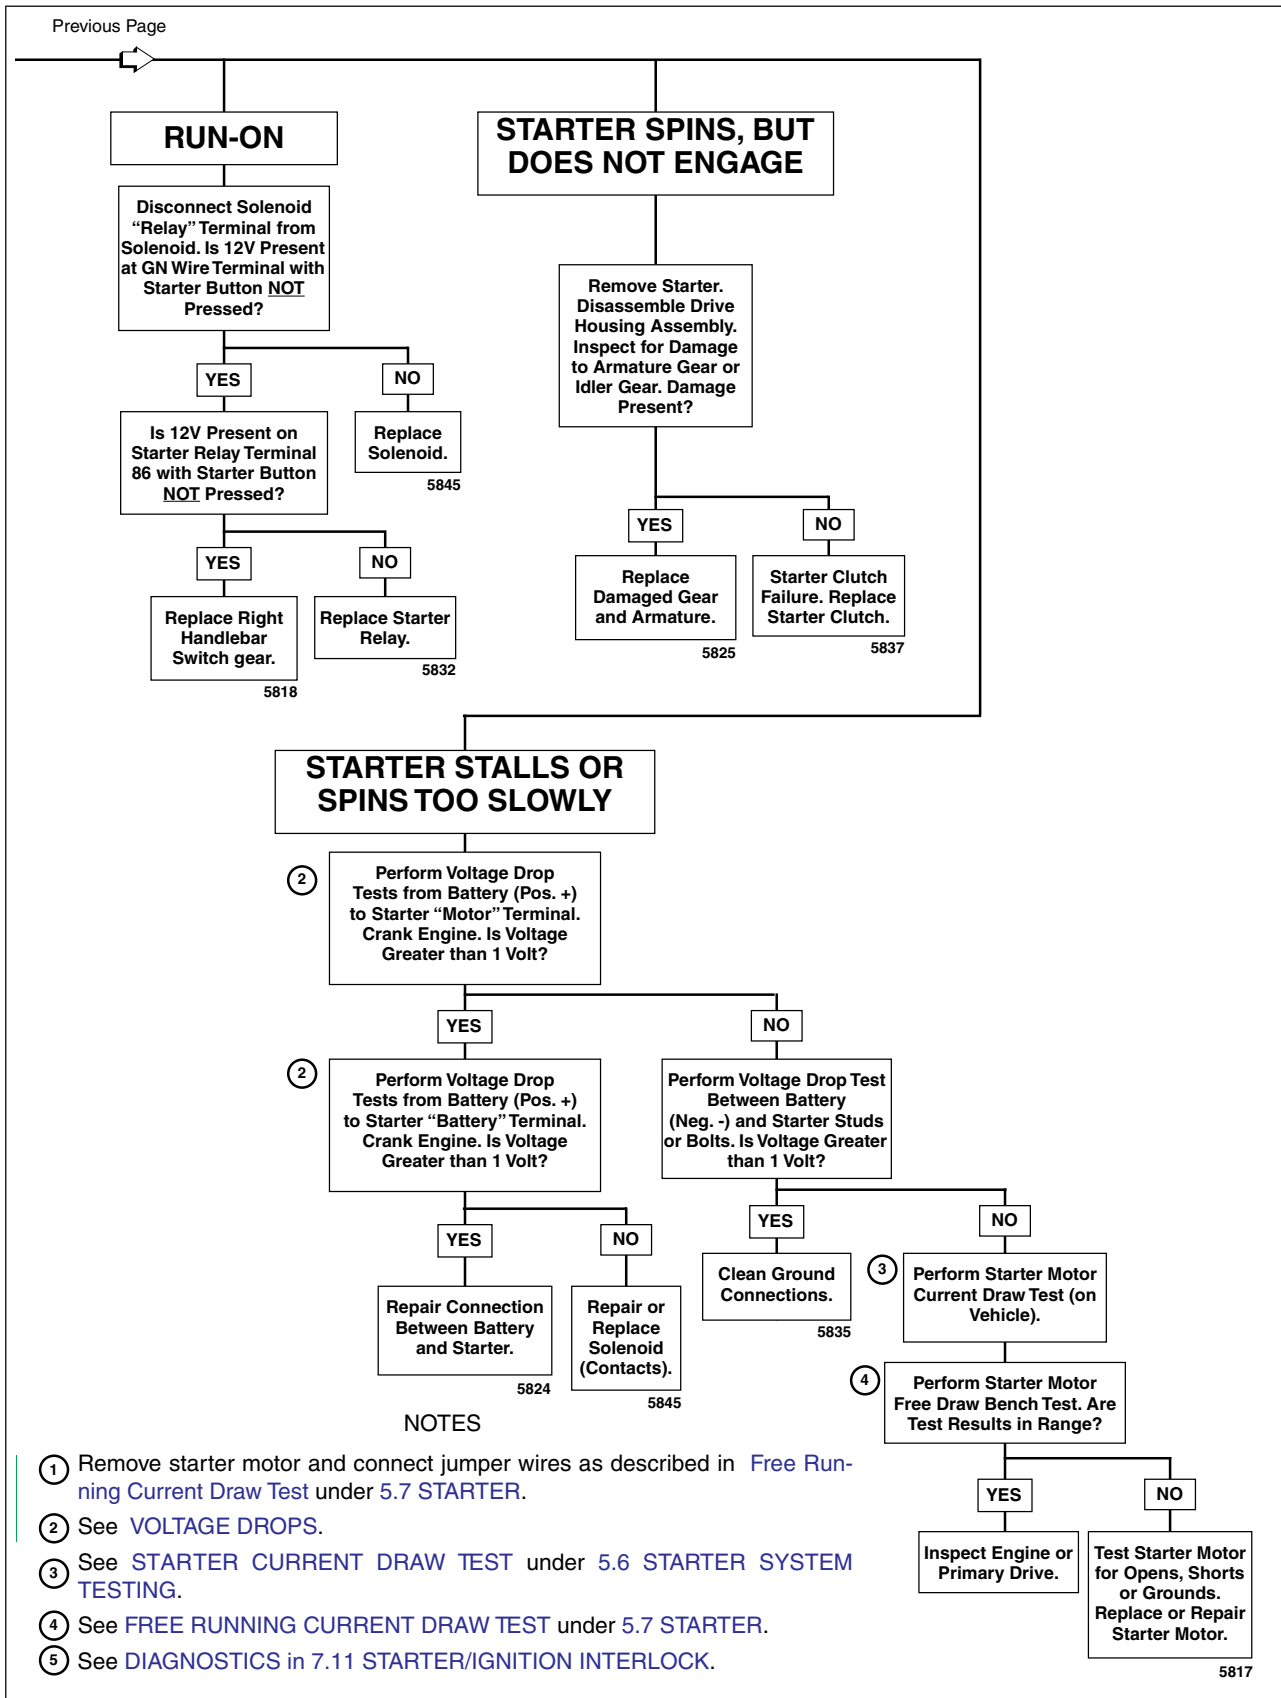 Previous Page
RUN-ON
Disconnect Solenoid
“Relay” Terminal from
Solenoid. Is 12V Present
at GN Wire Terminal with
Starter Button NOT
Pressed?
YES
NO
Is 12V Present on
Starter Relay Terminal
86 with Starter Button
NOT Pressed?
Replace
Solenoid.
5845
YES
NO
Replace Right
Handlebar
Switch gear.
5818
Replace Starter
Relay.
5832
STARTER SPINS, BUT
DOES NOT ENGAGE
Remove Starter.
Disassemble Drive
Housing Assembly.
Inspect for Damage
to Armature Gear or
Idler Gear. Damage
Present?
YES
NO
Replace
Damaged Gear
and Armature.
5825
Starter Clutch
Failure. Replace
Starter Clutch.
5837
STARTER STALLS OR
SPINS TOO SLOWLY
2
Perform Voltage Drop
Tests from Battery (Pos. +)
to Starter “Motor” Terminal.
Crank Engine. Is Voltage
Greater than 1 Volt?
YES
NO
2
Perform Voltage Drop
Tests from Battery (Pos. +)
to Starter “Battery” Terminal.
Crank Engine. Is Voltage
Greater than 1 Volt?
Perform Voltage Drop Test
Between Battery
(Neg. -) and Starter Studs
or Bolts. Is Voltage Greater
than 1 Volt?
YES
NO
Repair Connection
Between Battery
and Starter.
5824
Repair or
Replace
Solenoid
(Contacts).
5845
YES
NO
Clean Ground
Connections.
5835
3
Perform Starter Motor
Current Draw Test (on
Vehicle).
4
Perform Starter Motor
Free Draw Bench Test. Are
Test Results in Range?
YES
NO
Inspect Engine or
Primary Drive.
Test Starter Motor
for Opens, Shorts
or Grounds.
Replace or Repair
Starter Motor.
5817
NOTES
1 Remove starter motor and connect jumper wires as described in Free Run-
ning Current Draw Test under 5.7 STARTER.
2 See VOLTAGE DROPS.
3 See STARTER CURRENT DRAW TEST under 5.6 STARTER SYSTEM
TESTING.
4 See FREE RUNNING CURRENT DRAW TEST under 5.7 STARTER.
5 See DIAGNOSTICS in 7.11 STARTER/IGNITION INTERLOCK.